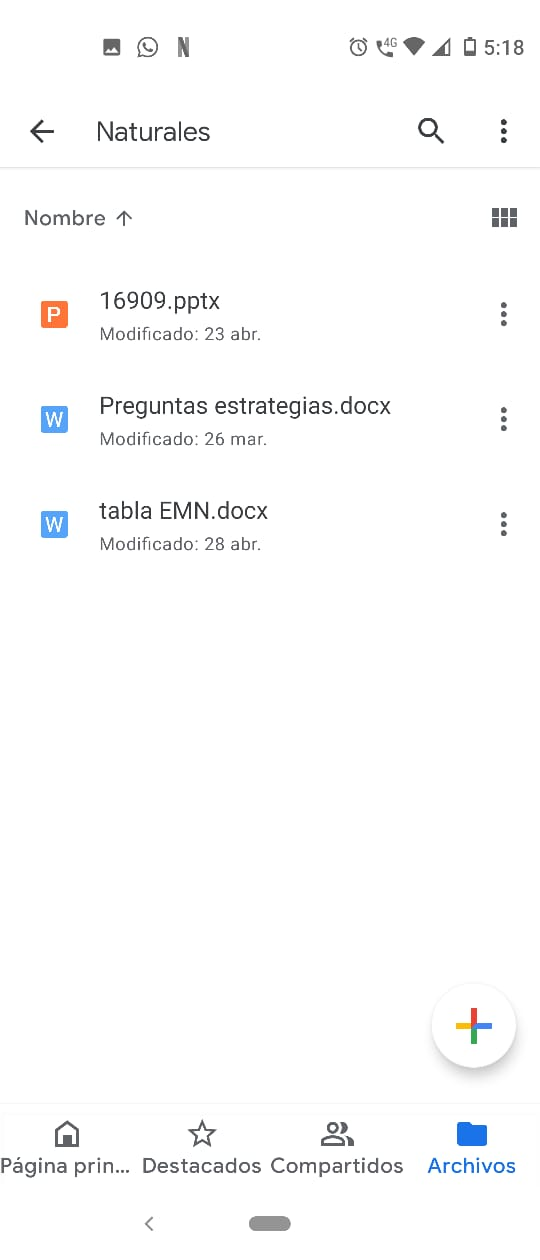 4G
5:18
Naturales
Nombre
P
16909.pptx
Modificado: 23 abr.
W
Preguntas estrategias.docx
Modificado: 26 mar.
W
tabla EMN.docx
Modificado: 28 abr.
Página prin... Destacados Compartidos Archivos